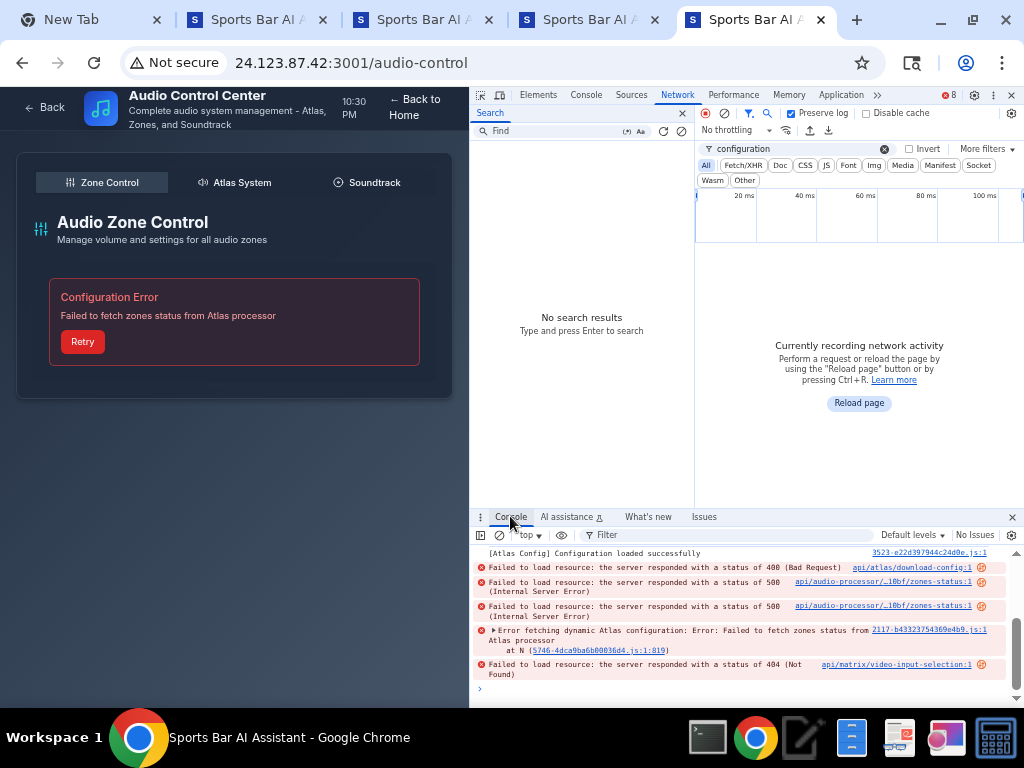 New Tab
Sports Bar AI A
Sports Bar AI A
Sports Bar AI A
Sports Bar AI A
Not secure
24.123.87.42:3001/audio-control
Back
Audio Control Center
Complete audio system management - Atlas,
Zones, and Soundtrack
10:30
PM
← Back to
Home
Zone Control
Atlas System
Soundtrack
Audio Zone Control
Manage volume and settings for all audio zones
Configuration Error
Failed to fetch zones status from Atlas processor
Retry
Elements
Console
Sources
Network
Performance
Memory
Application
8
Search
Find
(.*)
Aa
No search results
Type and press Enter to search
Preserve log
Disable cache
No throttling
configuration
Invert
More filters
All
Fetch/XHR
Doc
CSS
JS
Font
Img
Media
Manifest
Socket
Wasm
Other
20 ms
40 ms
60 ms
80 ms
100 ms
Currently recording network activity
Perform a request or reload the page by
using the "Reload page" button or by
pressing Ctrl+R. Learn more
Reload page
Console
AI assistance
What's new
Issues
top
Filter
Default levels
No Issues
[Atlas Config] Configuration loaded successfully
3523-e22d397944c24d0e.js:1
Failed to load resource: the server responded with a status of 400 (Bad Request)
api/atlas/download-config:1
Failed to load resource: the server responded with a status of 500
(Internal Server Error)
api/audio-processor/…10bf/zones-status:1
Failed to load resource: the server responded with a status of 500
(Internal Server Error)
api/audio-processor/…10bf/zones-status:1
Error fetching dynamic Atlas configuration: Error: Failed to fetch zones status from
Atlas processor
2117-b43323754369e4b9.js:1
at N (5746-4dca9ba6b00036d4.js:1:819)
Failed to load resource: the server responded with a status of 404 (Not
Found)
api/matrix/video-input-selection:1
Workspace 1
Sports Bar AI Assistant - Google Chrome